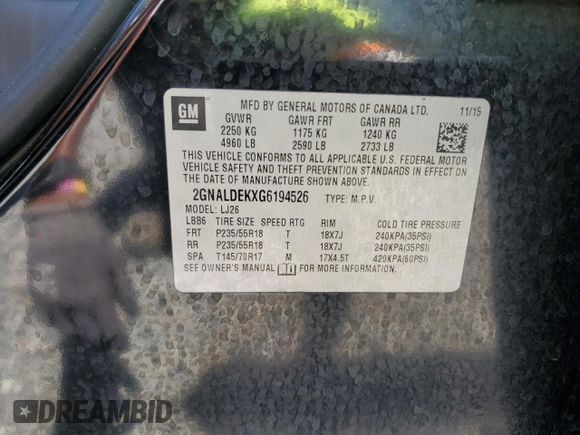 GM
MFD BY GENERAL MOTORS OF CANADA LTD. 11/15
GVWR GAWR FRT GAWR RR
2250 KG 1175 KG 1240 KG
4960 LB 2590 LB 2733 LB
THIS VEHICLE CONFORMS TO ALL APPLICABLE U.S. FEDERAL MOTOR
VEHICLE SAFETY AND THEFT PREVENTION STANDARDS IN EFFECT ON
THE DATE OF MANUFACTURE SHOWN ABOVE.
2GNALDEKXG6194526 TYPE: M.P.V.
MODEL: LJ26
LBB6 TIRE SIZE SPEED RTG RIM COLD TIRE PRESSURE
FRT P235/55R18 T 18X7J 240KPA(35PSI)
RR P235/55R18 T 18X7J 240KPA(35PSI)
SPA T145/70R17 M 17X4.5T 420KPA(60PSI)
SEE OWNER'S MANUAL FOR MORE INFORMATION.
DREAMBID